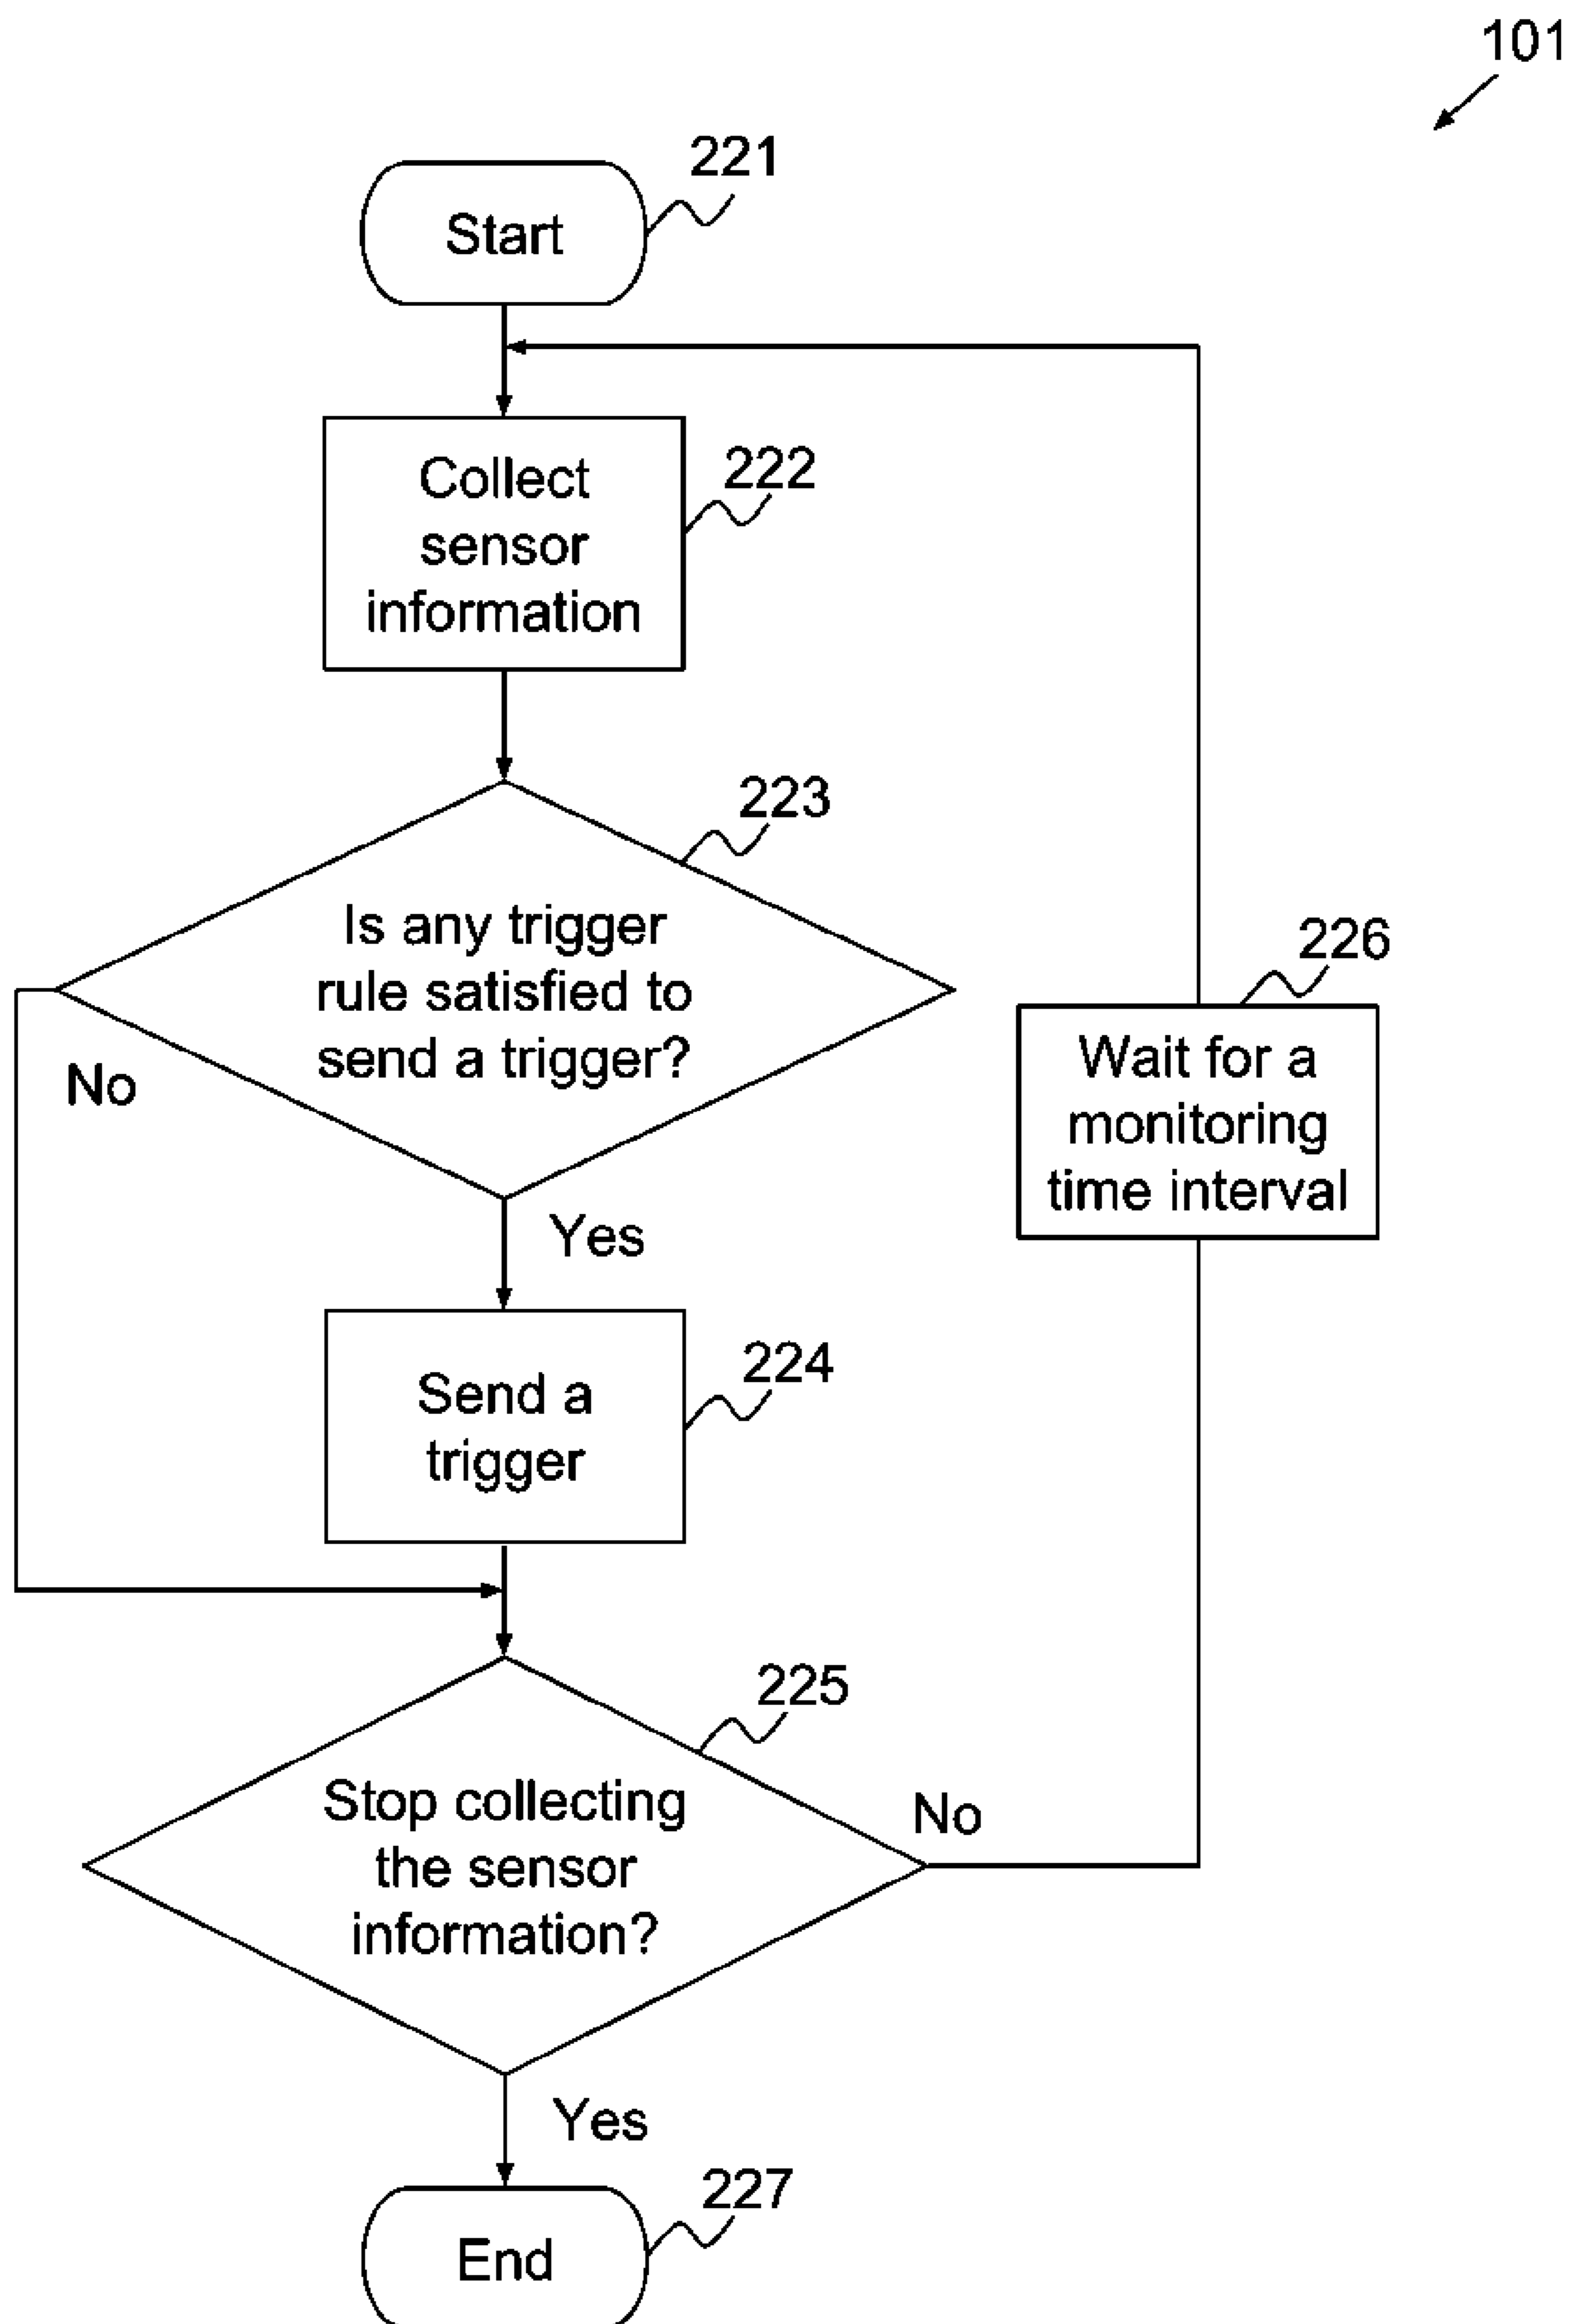 101
221
Start
222
Collect
sensor
information
223
Is any trigger
rule satisfied to
send a trigger?
No
Yes
226
Wait for a
monitoring
time interval
224
Send a
trigger
225
Stop collecting
the sensor
information?
No
Yes
227
End